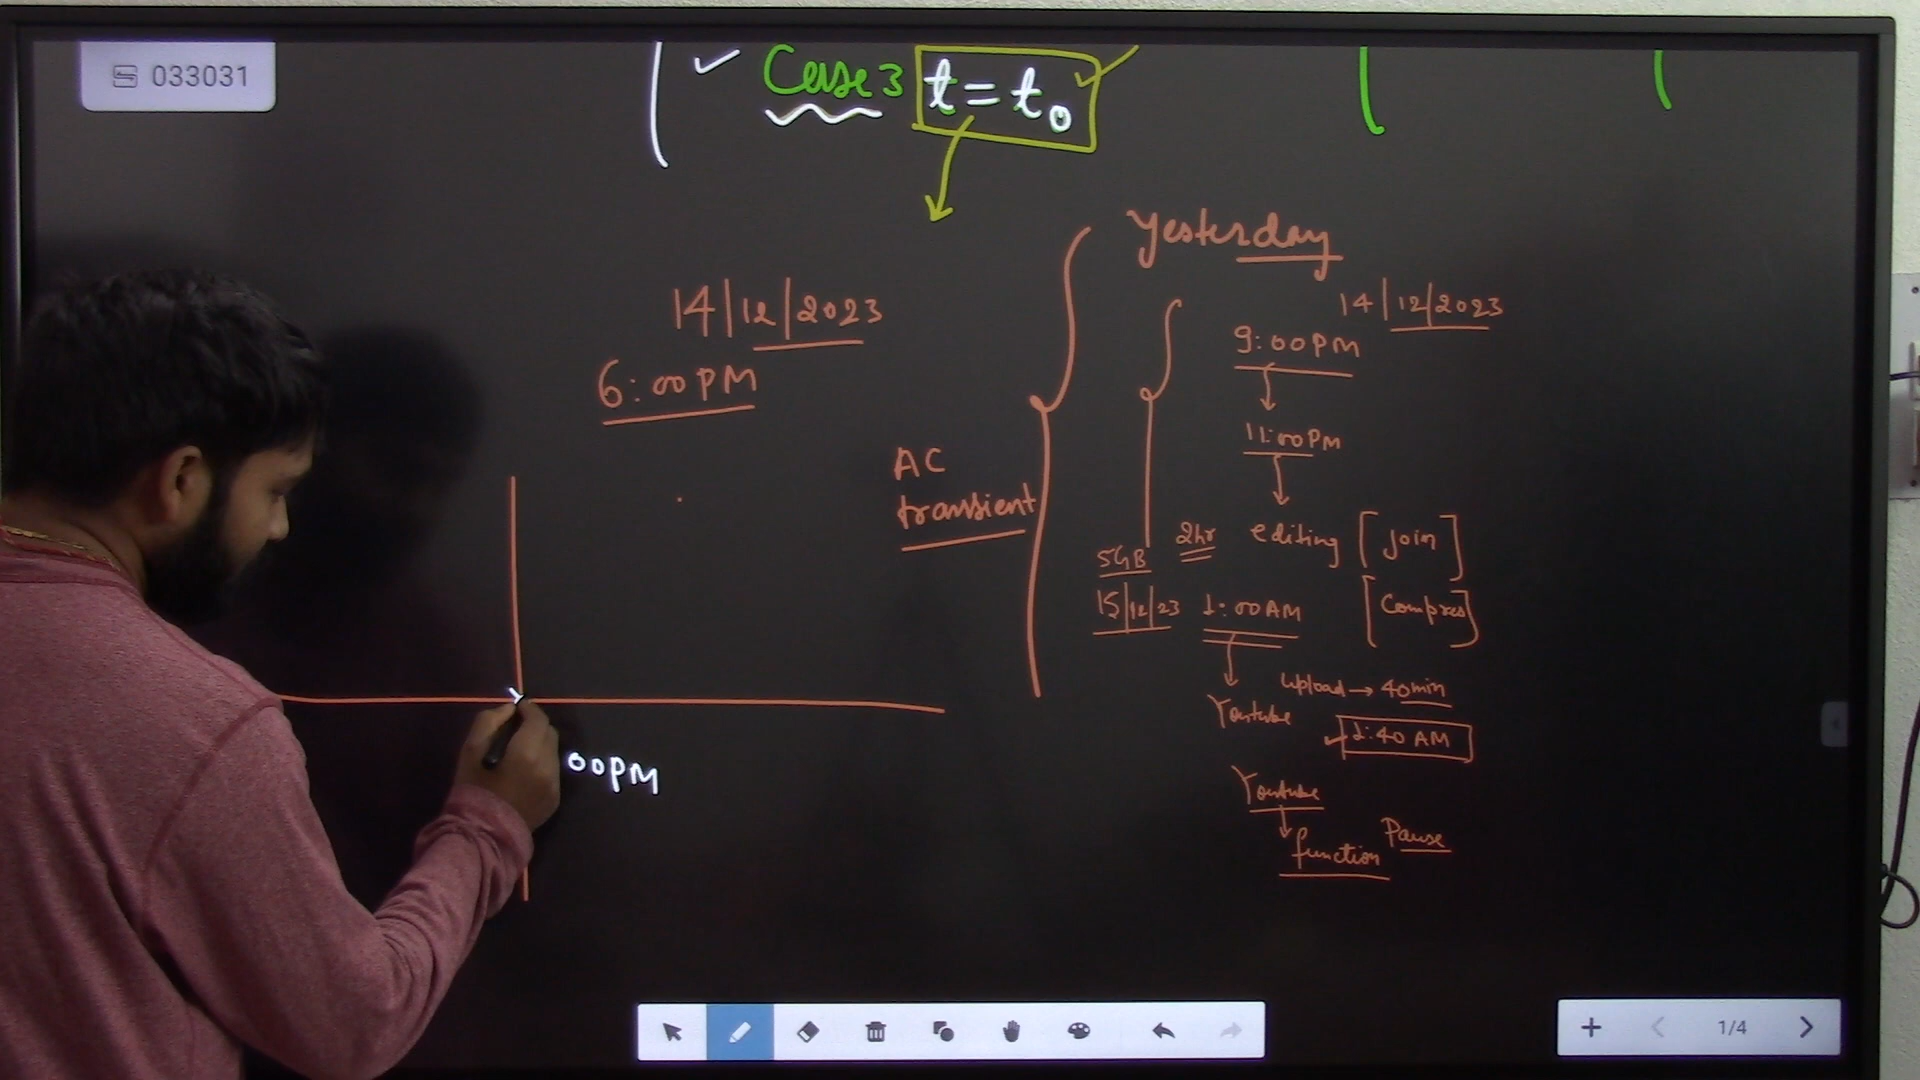 033031
Case 3 t = t0
Yesterday
14/12/2023
14/12/2023
9:00PM
6:00PM
11:00PM
AC
transient
2hr editing [Join]
5GB
15/12/23 1:00AM [Compres]
Upload → 40min
Youtube
1:40 AM
00PM
Youtube
Pause
function
1/4